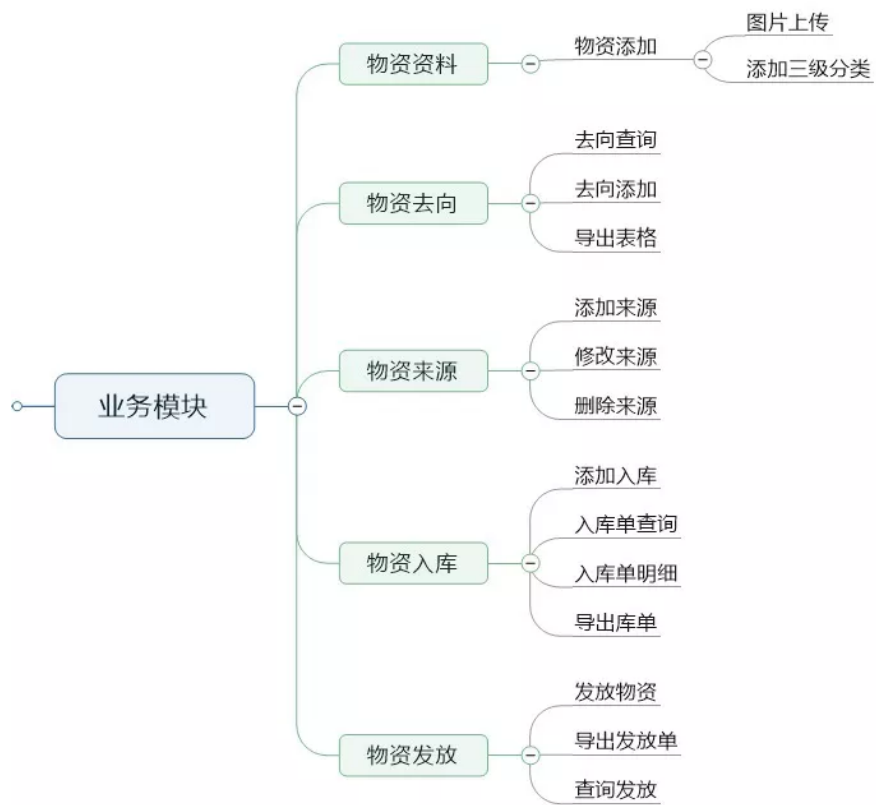 图片上传
物资添加
物资资料
添加三级分类
去向查询
去向添加
物资去向
导出表格
添加来源
修改来源
物资来源
删除来源
业务模块
添加入库
入库单查询
物资入库
入库单明细
导出库单
发放物资
导出发放单
物资发放
查询发放